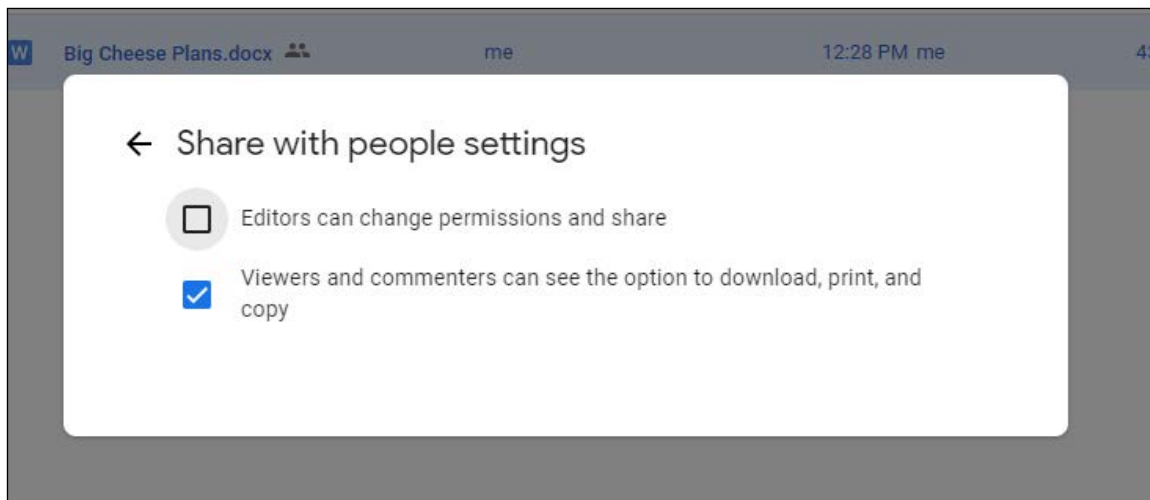 W Big Cheese Plans.docx me 12:28 PM me 43
Share with people settings
Editors can change permissions and share
Viewers and commenters can see the option to download, print, and
copy